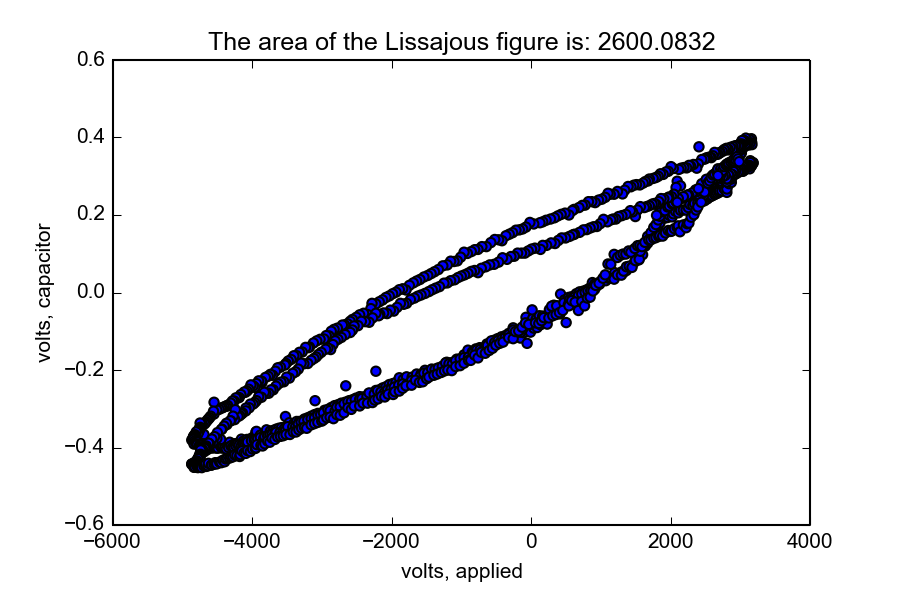 The area of the Lissajous figure is: 2600.0832
0.6
0.4
0.2
0.0
−0.2
−0.4
−0.6
volts, capacitor
−6000 −4000 −2000 0 2000 4000
volts, applied